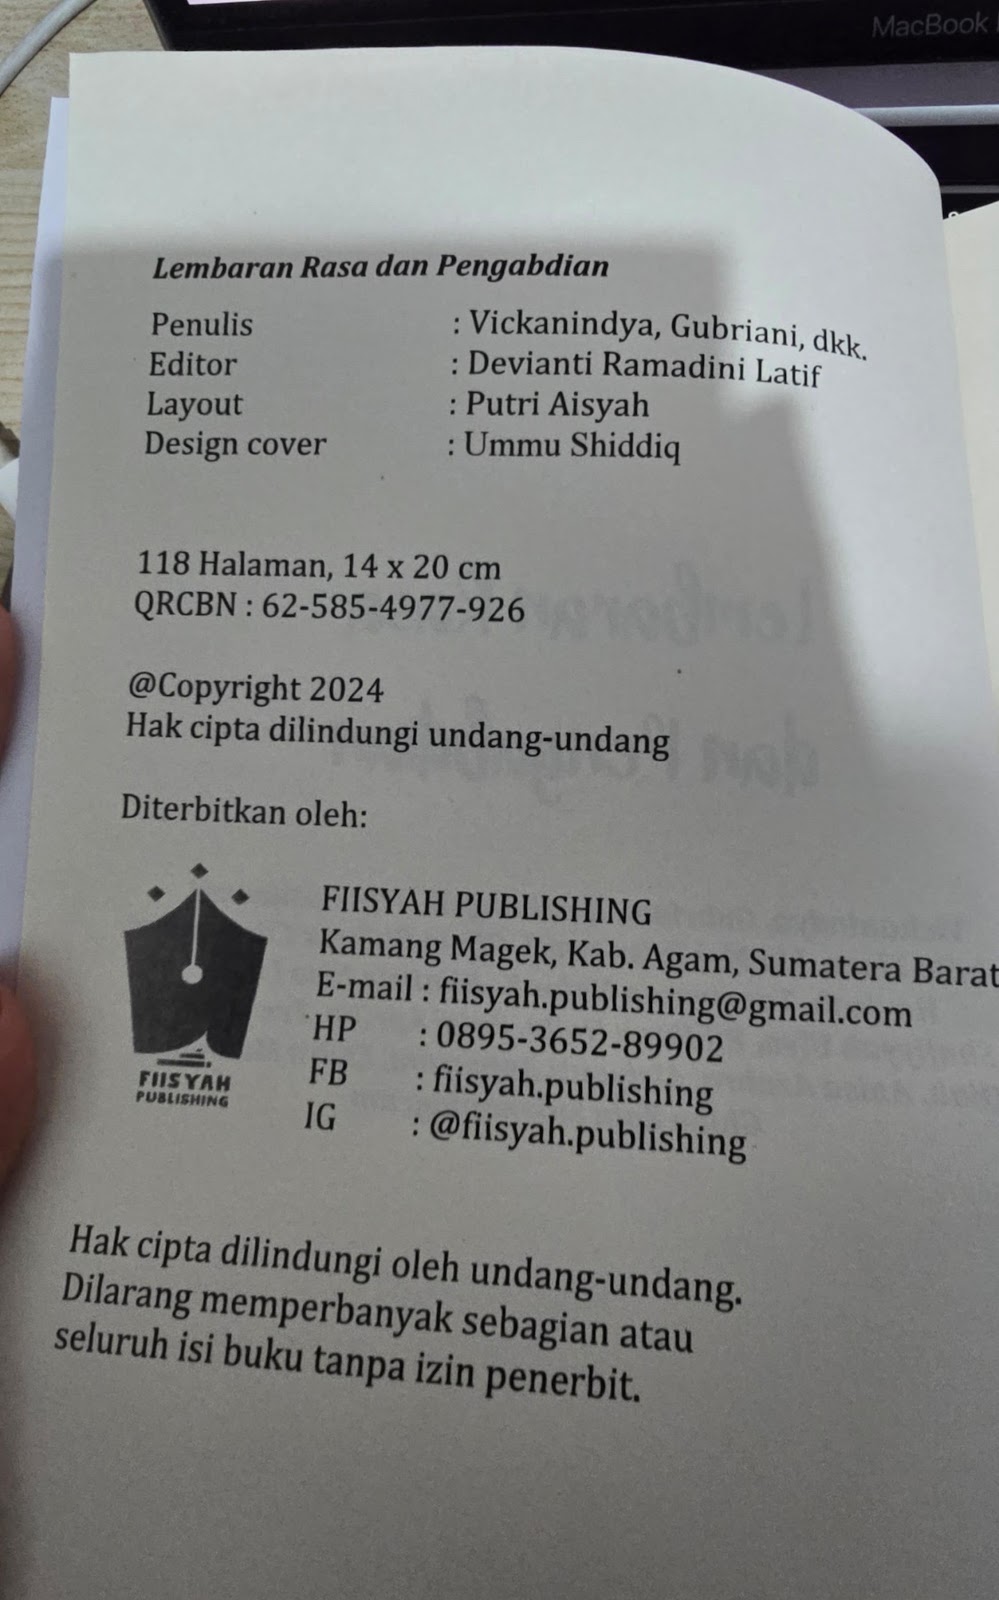 MacBook
Lembaran Rasa dan Pengabdian
Penulis : Vickanindya, Gubriani, dkk.
Editor : Devianti Ramadini Latif
Layout : Putri Aisyah
Design cover : Ummu Shiddiq
118 Halaman, 14 x 20 cm
QRCBN : 62-585-4977-926
@Copyright 2024
Hak cipta dilindungi undang-undang
Diterbitkan oleh:
FIISYAH PUBLISHING
Kamang Magek, Kab. Agam, Sumatera Barat
E-mail : fiisyah.publishing@gmail.com
HP : 0895-3652-89902
FB : fiisyah.publishing
IG : @fiisyah.publishing
FIISYAH
PUBLISHING
Hak cipta dilindungi oleh undang-undang.
Dilarang memperbanyak sebagian atau
seluruh isi buku tanpa izin penerbit.